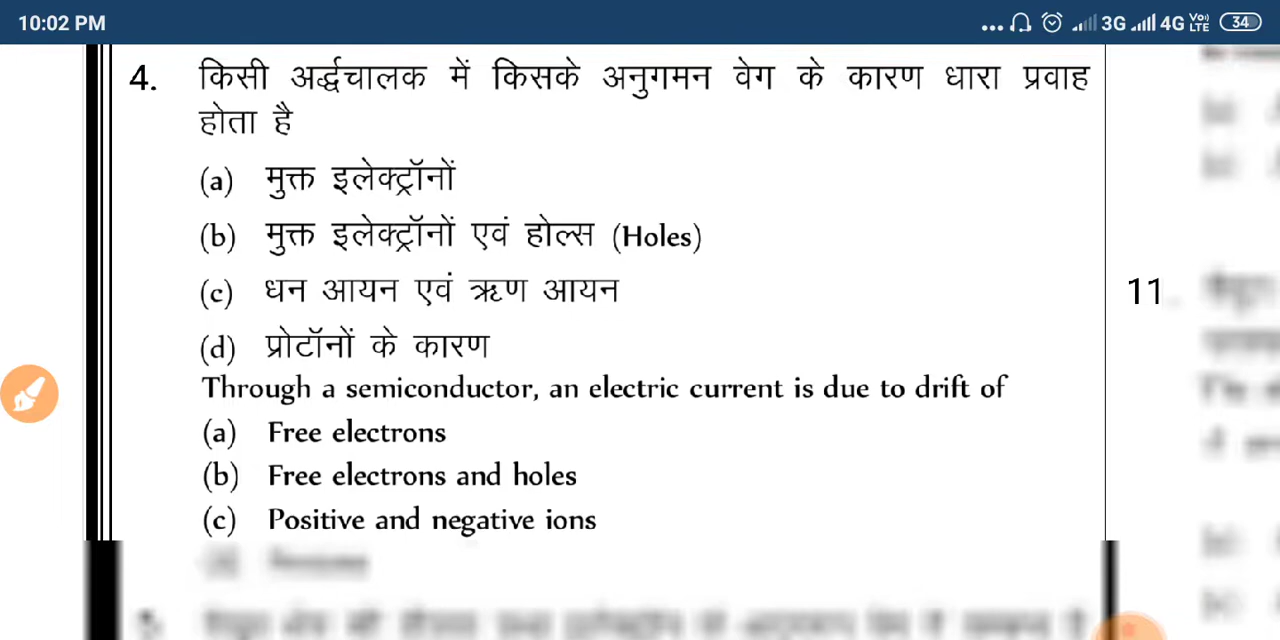 10:02 PM
... 3G 4G Vo) LTE 34
4. किसी अर्द्धचालक में किसके अनुगमन वेग के कारण धारा प्रवाह
होता है
(a) मुक्त इलेक्ट्रॉनों
(b) मुक्त इलेक्ट्रॉनों एवं होल्स (Holes)
(c) धन आयन एवं ऋण आयन
(d) प्रोटॉनों के कारण
Through a semiconductor, an electric current is due to drift of
(a) Free electrons
(b) Free electrons and holes
(c) Positive and negative ions
11